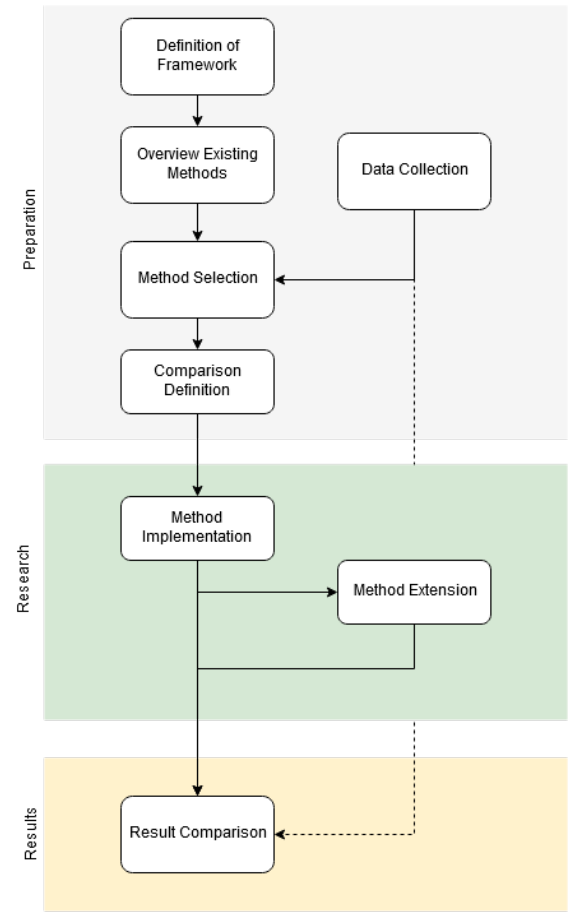 Preparation
Definition of
Framework
Overview Existing
Methods
Data Collection
Method Selection
Comparison
Definition
Research
Method
Implementation
Method Extension
Results
Result Comparison